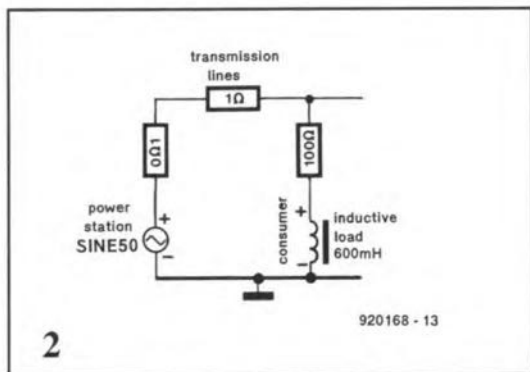 transmission
lines
1Ω
0Ω1
100Ω
power
station
SINE50
+
-
consumer
+
-
inductive
load
600mH
920168 - 13
2